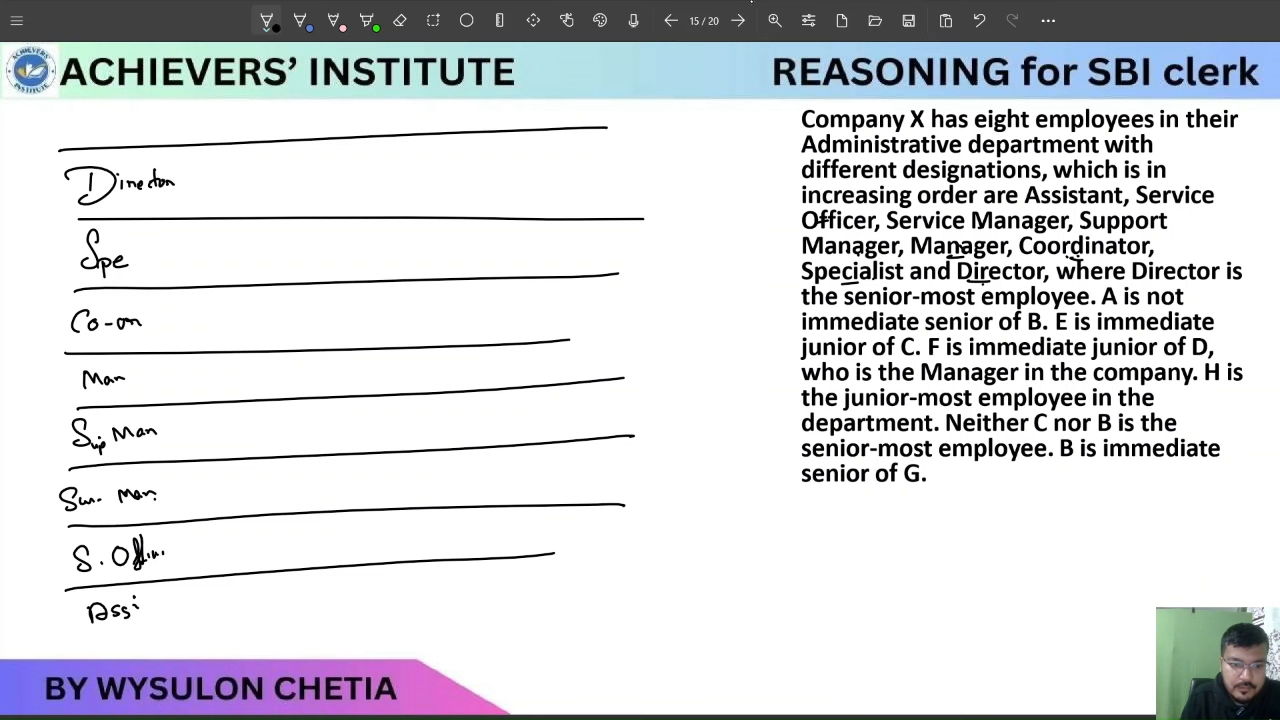 15 / 20
ACHIEVERS' INSTITUTE
REASONING for SBI clerk
Director
Spe
Co-on
Man
Sup Man
Ser. Man.
S. Offic.
Assi
Company X has eight employees in their
Administrative department with
different designations, which is in
increasing order are Assistant, Service
Officer, Service Manager, Support
Manager, Manager, Coordinator,
Specialist and Director, where Director is
the senior-most employee. A is not
immediate senior of B. E is immediate
junior of C. F is immediate junior of D,
who is the Manager in the company. H is
the junior-most employee in the
department. Neither C nor B is the
senior-most employee. B is immediate
senior of G.
BY WYSULON CHETIA